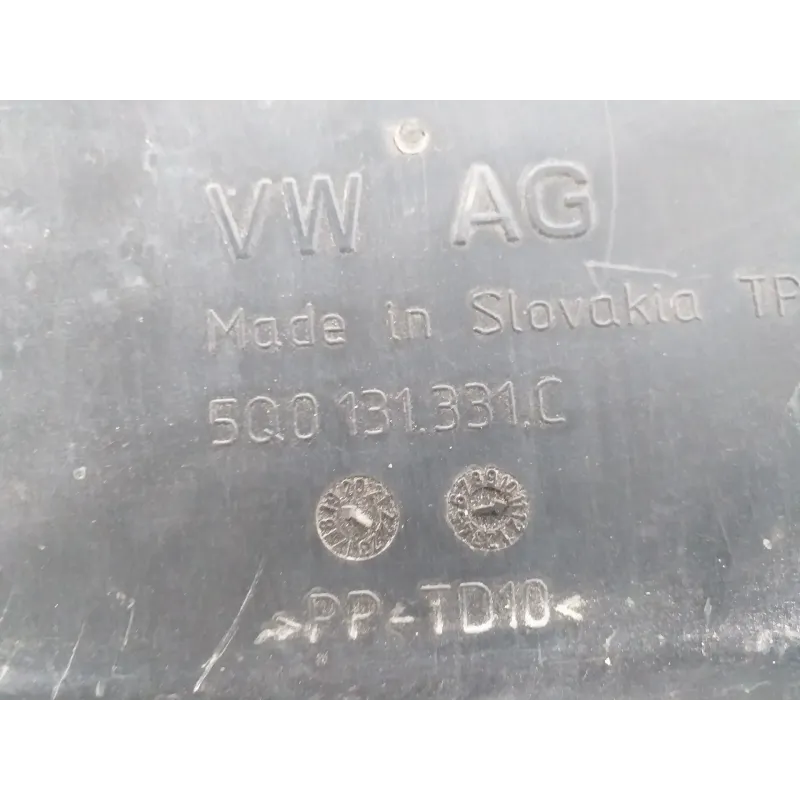 VW AG
Made in Slovakia TP
5Q0 131.331.C
>PP-TD10<